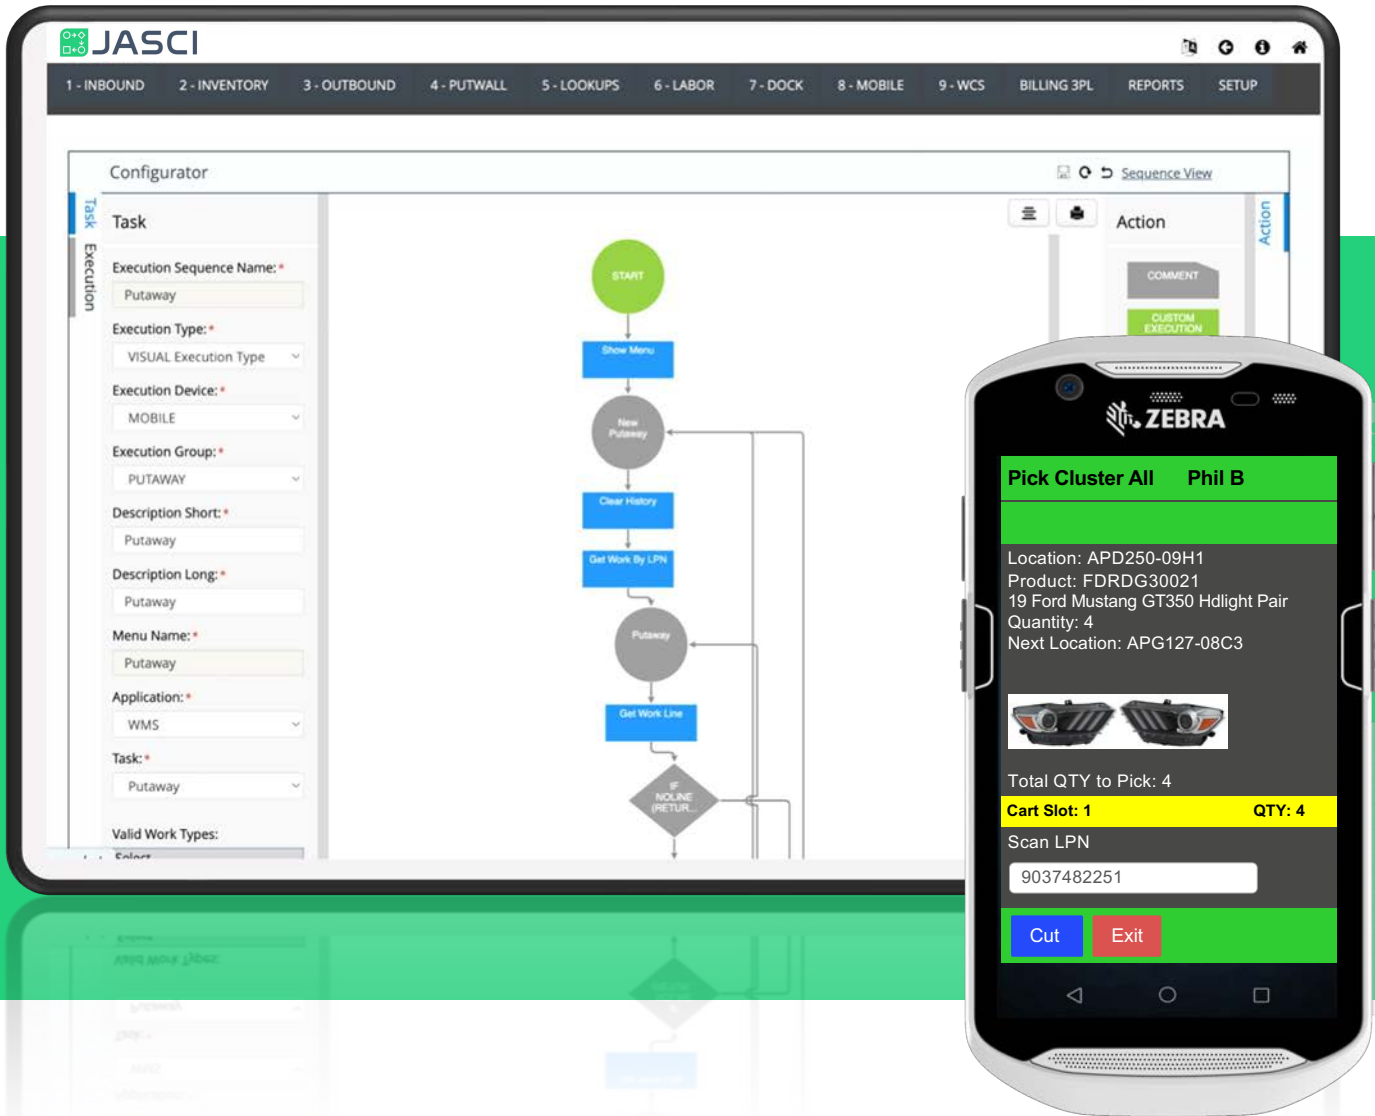 JASCI
1 - INBOUND 2 - INVENTORY 3 - OUTBOUND 4 - PUTWALL 5 - LOOKUPS 6 - LABOR 7 - DOCK 8 - MOBILE 9 - WCS BILLING 3PL REPORTS SETUP
Configurator
Sequence View
Task
Execution
Task
Execution Sequence Name:*
Putaway
Execution Type:*
VISUAL Execution Type
Execution Device:*
MOBILE
Execution Group:*
PUTAWAY
Description Short:*
Putaway
Description Long:*
Putaway
Menu Name:*
Putaway
Application:*
WMS
Task:*
Putaway
Valid Work Types:
Select
START
Show Menu
New
Putaway
Clear History
Get Work By LPN
Putaway
Get Work Line
IF
NOLINE
(RETUR...
Action
Action
COMMENT
CUSTOM
EXECUTION
ZEBRA
Pick Cluster All Phil B
Location: APD250-09H1
Product: FDRDG30021
19 Ford Mustang GT350 Hdlight Pair
Quantity: 4
Next Location: APG127-08C3
Total QTY to Pick: 4
Cart Slot: 1 QTY: 4
Scan LPN
9037482251
Cut Exit